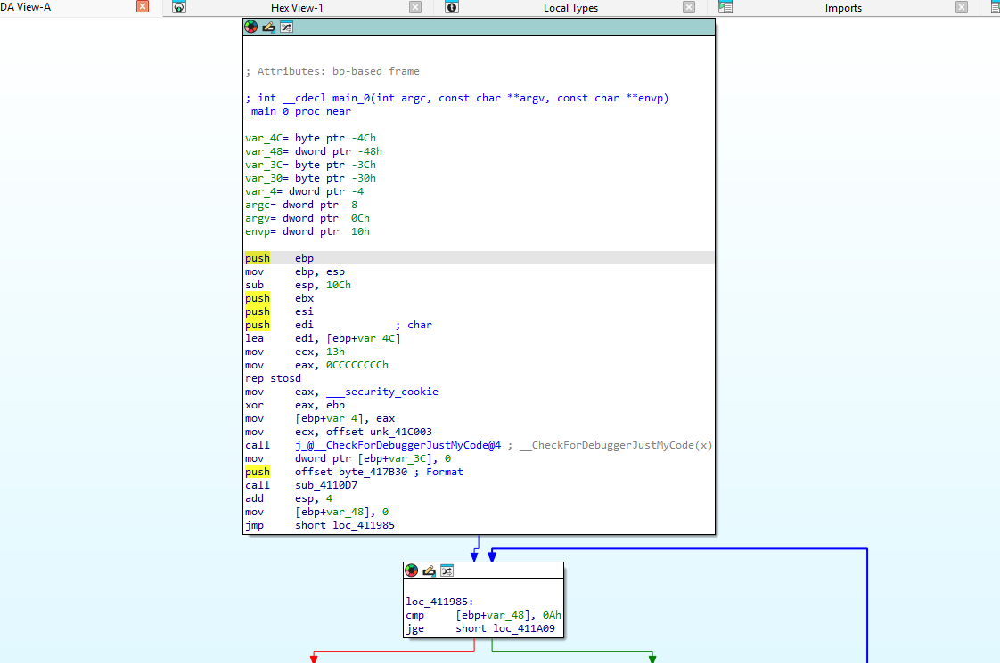 DA View-A Hex View-1 Local Types Imports
; Attributes: bp-based frame
; int __cdecl main_0(int argc, const char **argv, const char **envp)
_main_0 proc near
var_4C= byte ptr -4Ch
var_48= dword ptr -48h
var_3C= byte ptr -3Ch
var_30= byte ptr -30h
var_4= dword ptr -4
argc= dword ptr  8
argv= dword ptr  0Ch
envp= dword ptr  10h
push    ebp
mov     ebp, esp
sub     esp, 10Ch
push    ebx
push    esi
push    edi             ; char
lea     edi, [ebp+var_4C]
mov     ecx, 13h
mov     eax, 0CCCCCCCCh
rep stosd
mov     eax, ___security_cookie
xor     eax, ebp
mov     [ebp+var_4], eax
mov     ecx, offset unk_41C003
call    j_@__CheckForDebuggerJustMyCode@4 ; __CheckForDebuggerJustMyCode(x)
mov     dword ptr [ebp+var_3C], 0
push    offset byte_417B30 ; Format
call    sub_4110D7
add     esp, 4
mov     [ebp+var_48], 0
jmp     short loc_411985
loc_411985:
cmp     [ebp+var_48], 0Ah
jge     short loc_411A09